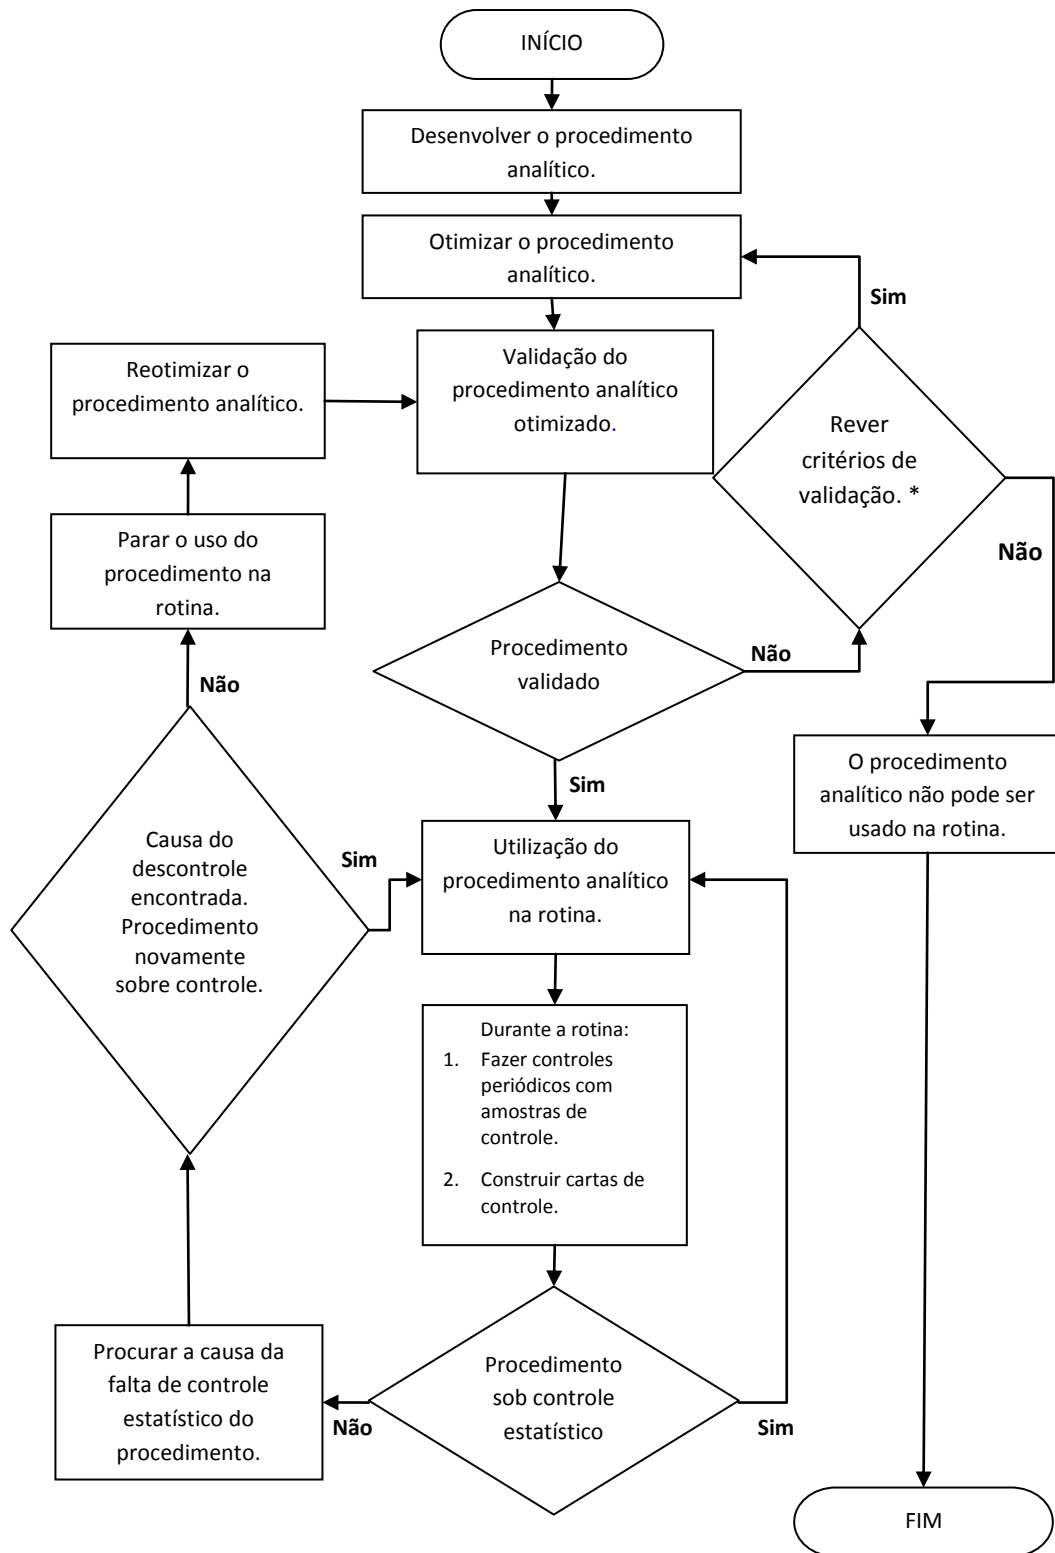 INÍCIO
Desenvolver o procedimento
analítico.
Otimizar o procedimento
analítico.
Sim
Validação do
procedimento analítico
otimizado.
Reotimizar o
procedimento analítico.
Rever
critérios de
validação. *
Não
Parar o uso do
procedimento na
rotina.
Procedimento
validado
Não
Não
Sim
O procedimento
analítico não pode ser
usado na rotina.
Causa do
descontrole
encontrada.
Procedimento
novamente
sobre controle.
Sim
Utilização do
procedimento analítico
na rotina.
Durante a rotina:
1. Fazer controles
periódicos com
amostras de
controle.
2. Construir cartas de
controle.
Procurar a causa da
falta de controle
estatístico do
procedimento.
Não
Procedimento
sob controle
estatístico
Sim
FIM